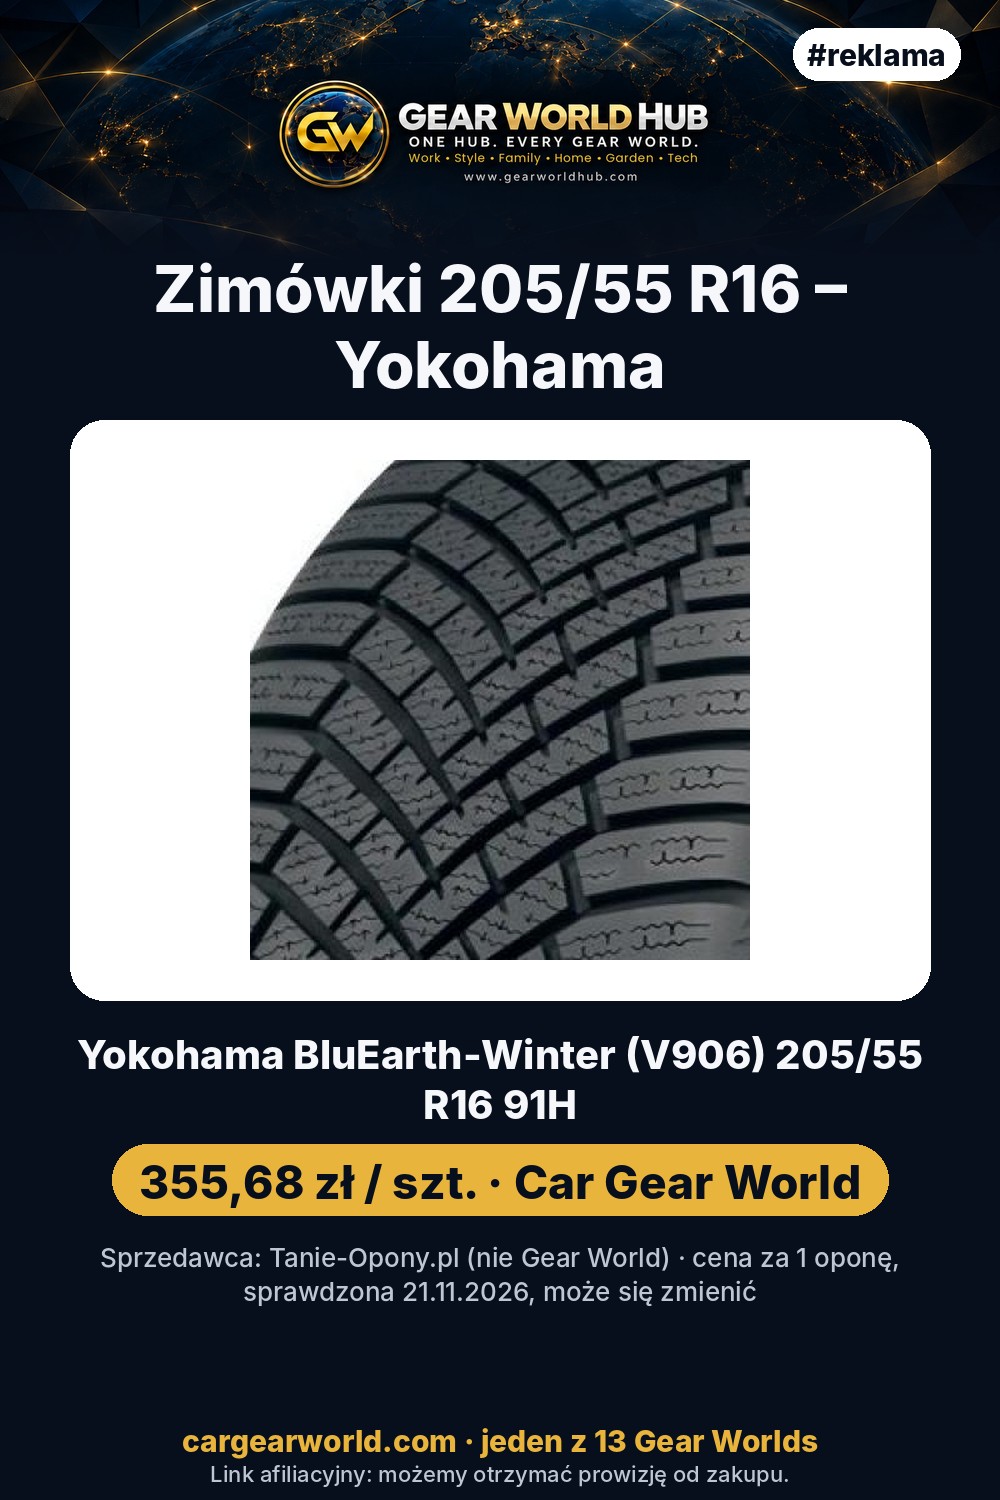 #reklama
GW
GEAR WORLD HUB
ONE HUB. EVERY GEAR WORLD.
Work • Style • Family • Home • Garden • Tech
www.gearworldhub.com
Zimówki 205/55 R16 –
Yokohama
Yokohama BluEarth-Winter (V906) 205/55
R16 91H
355,68 zł / szt. · Car Gear World
Sprzedawca: Tanie-Opony.pl (nie Gear World) · cena za 1 oponę,
sprawdzona 21.11.2026, może się zmienić
cargearworld.com · jeden z 13 Gear Worlds
Link afiliacyjny: możemy otrzymać prowizję od zakupu.